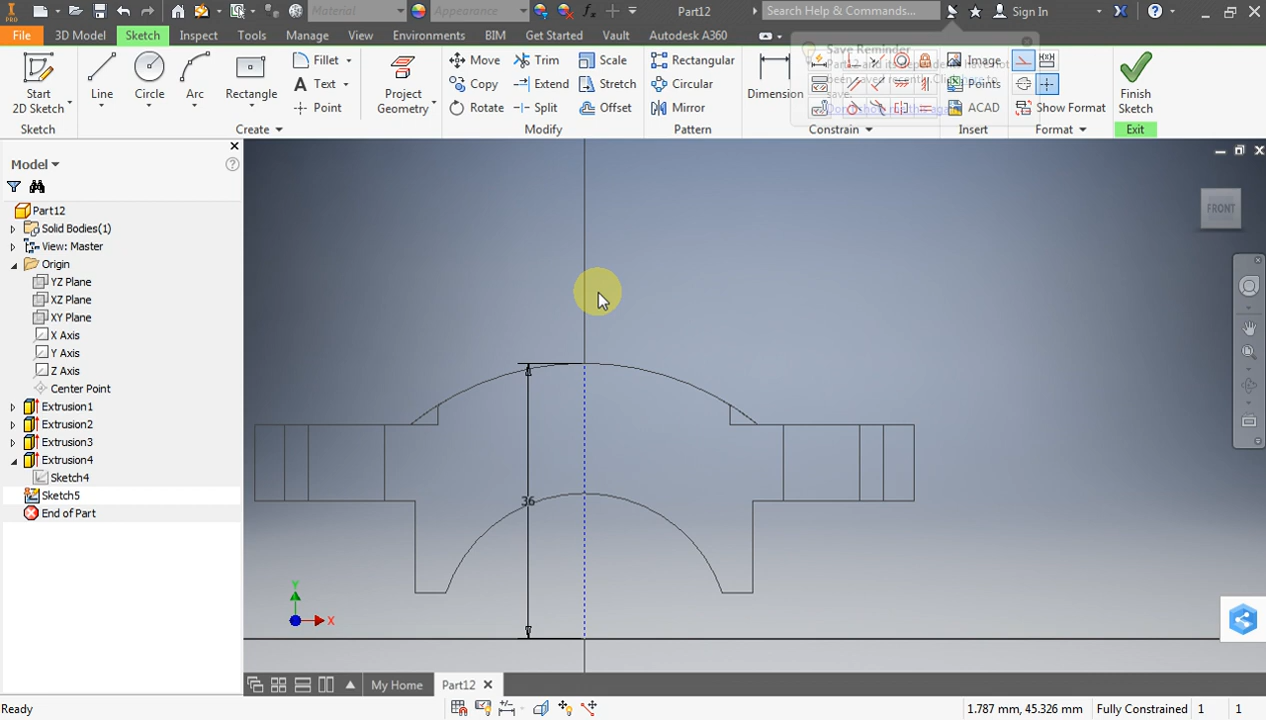 PRO
Material
Appearance
fx
Part12
Search Help & Commands...
Sign In
File
3D Model
Sketch
Inspect
Tools
Manage
View
Environments
BIM
Get Started
Vault
Autodesk A360
Save Reminder
Start
2D Sketch
Line
Circle
Arc
Rectangle
Fillet
Text
Point
Project
Geometry
Move
Copy
Rotate
Trim
Extend
Split
Scale
Stretch
Offset
Rectangular
Circular
Mirror
Dimension
Image
Points
ACAD
Show Format
Finish
Sketch
Sketch
Create
Modify
Pattern
Constrain
Insert
Format
Exit
Model
Part12
Solid Bodies(1)
View: Master
Origin
YZ Plane
XZ Plane
XY Plane
X Axis
Y Axis
Z Axis
Center Point
Extrusion1
Extrusion2
Extrusion3
Extrusion4
Sketch4
Sketch5
End of Part
FRONT
36
Y
X
My Home
Part12
Ready
1.787 mm, 45.326 mm
Fully Constrained
1
1